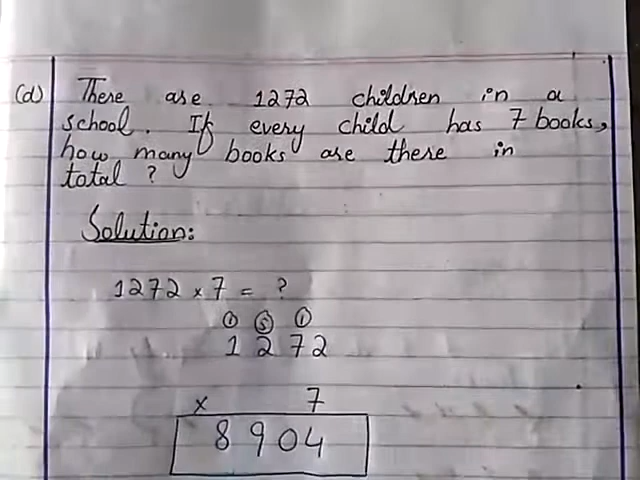 (d) There are 1272 children in a
school. If every child has 7 books,
how many books are there in
total ?
Solution:
1272 × 7 = ?
① ⑤ ①
1 2 7 2
× 7
8 9 0 4